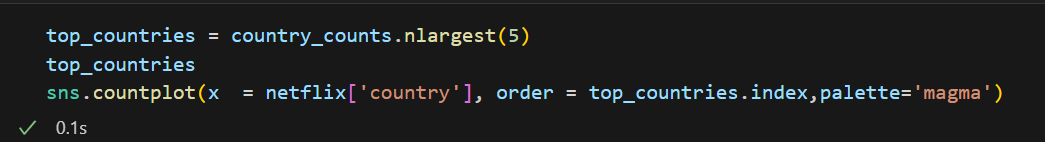 top_countries = country_counts.nlargest(5)
top_countries
sns.countplot(x  = netflix['country'], order = top_countries.index,palette='magma')
0.1s